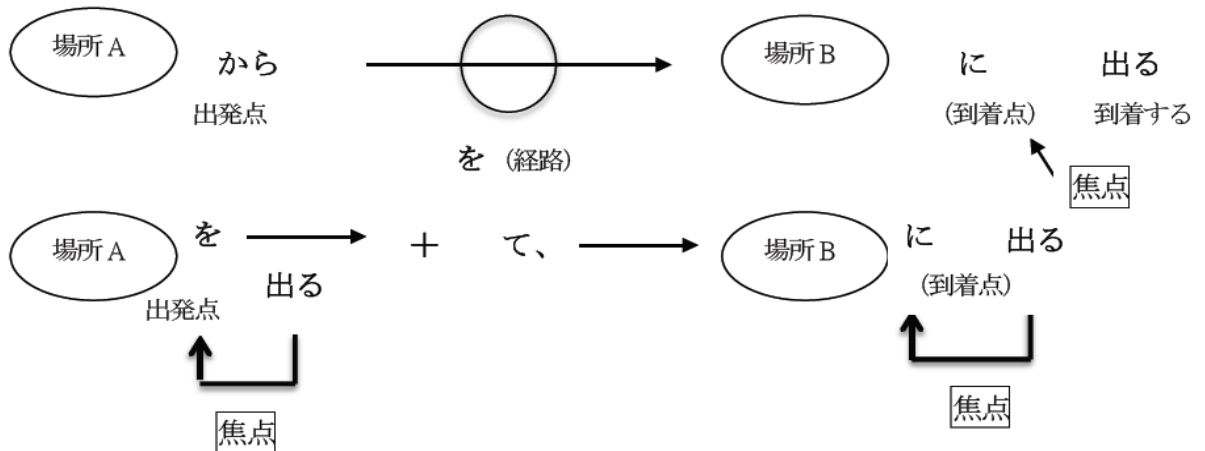 場所A から 場所B に 出る
出発点 (到着点) 到着する
を (経路)
焦点
場所A を + て、 場所B に 出る
出る (到着点)
出発点
焦点 焦点